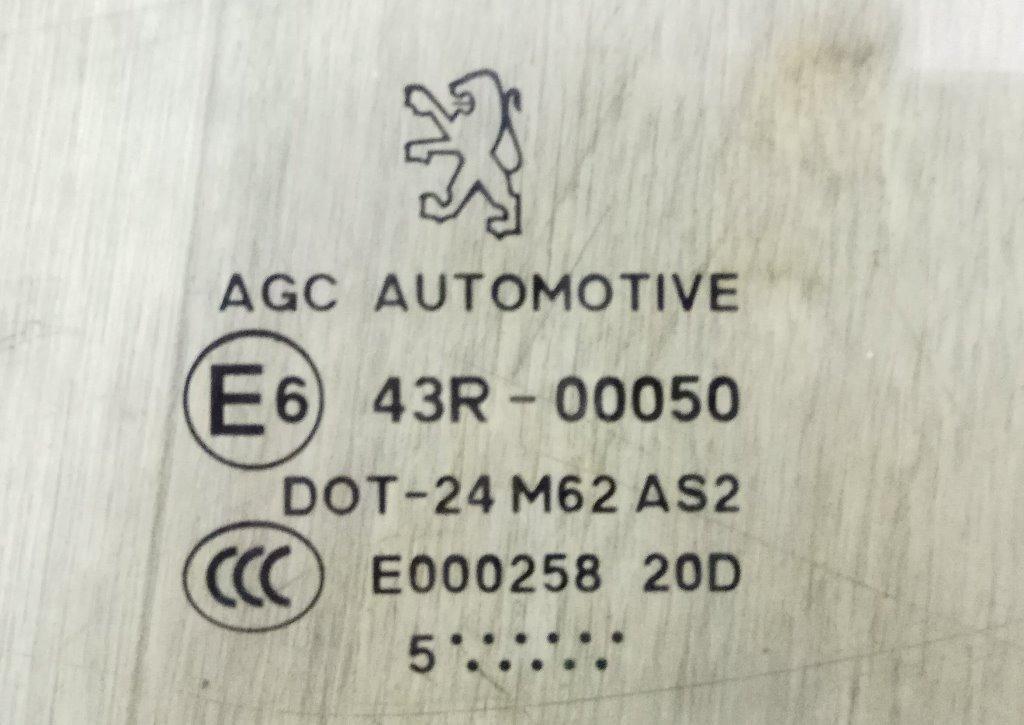 AGC AUTOMOTIVE
E6 43R - 00050
DOT-24 M62 AS2
CCC E000258 20D
5